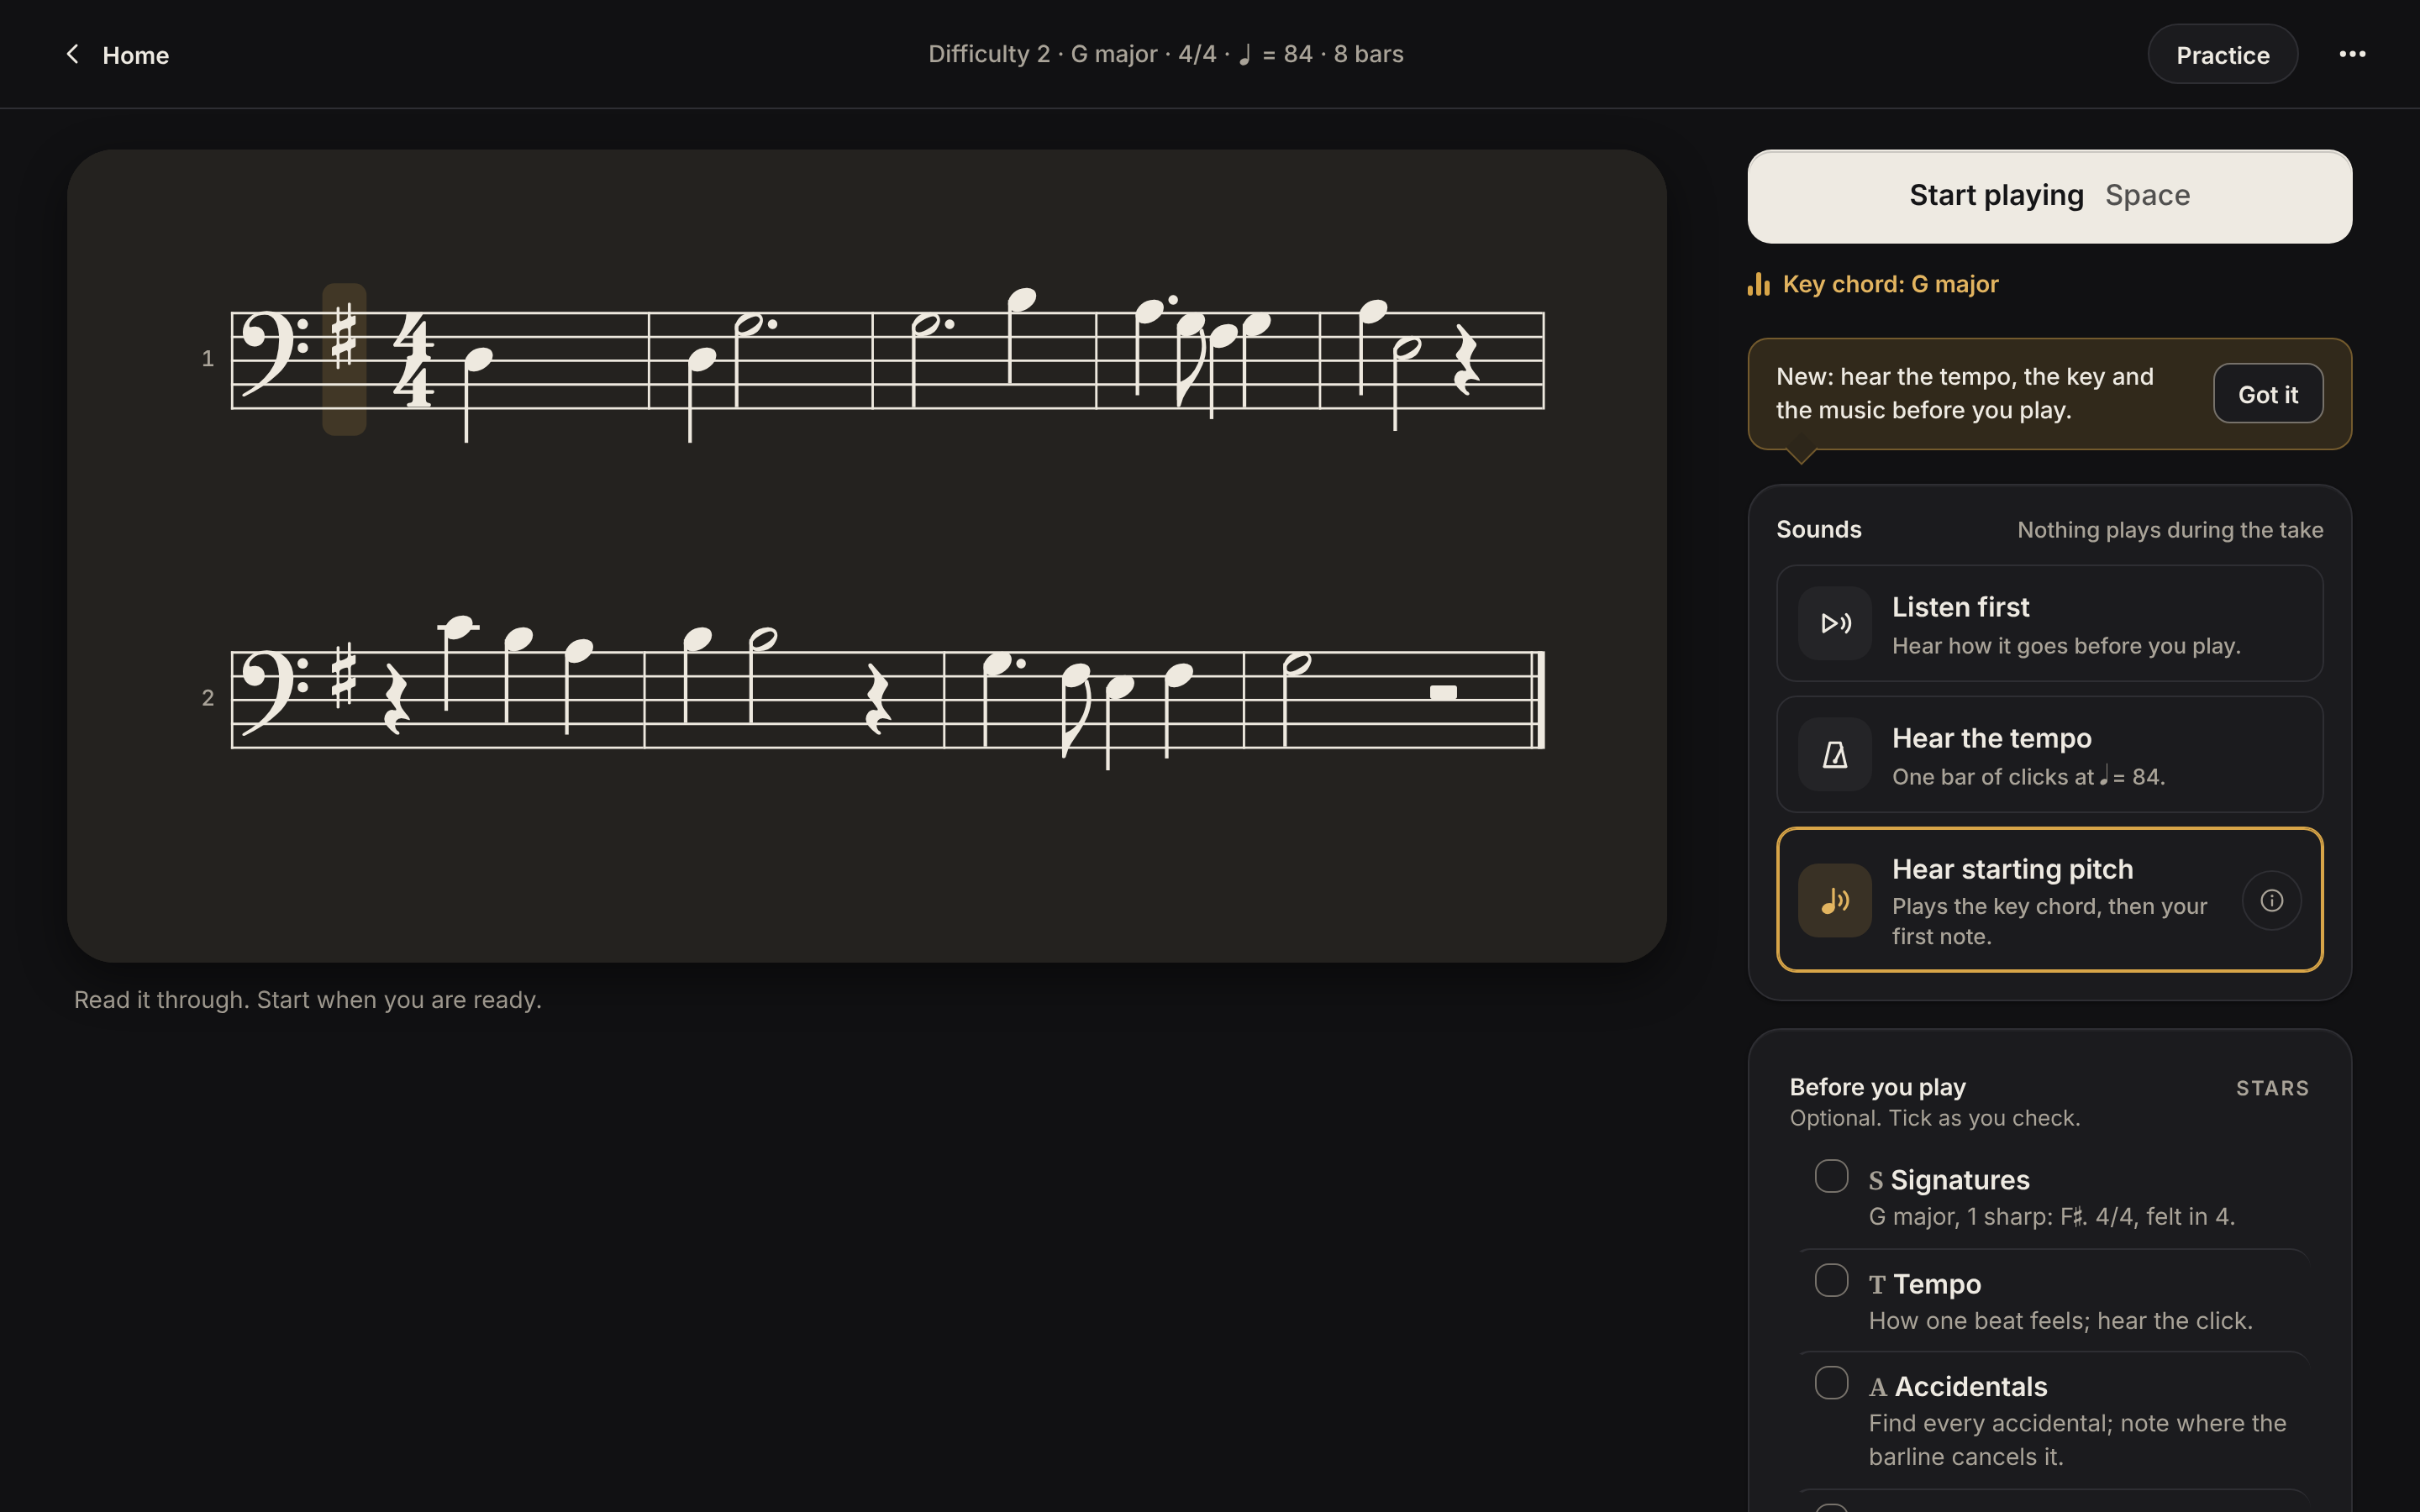 Home
Difficulty 2 · G major · 4/4 · ♩ = 84 · 8 bars
Practice
Start playing Space
Key chord: G major
New: hear the tempo, the key and
the music before you play.
Got it
Sounds
Nothing plays during the take
Listen first
Hear how it goes before you play.
Hear the tempo
One bar of clicks at ♩ = 84.
Hear starting pitch
Plays the key chord, then your
first note.
1
4
4
2
Read it through. Start when you are ready.
Before you play
STARS
Optional. Tick as you check.
S Signatures
G major, 1 sharp: F♯. 4/4, felt in 4.
T Tempo
How one beat feels; hear the click.
A Accidentals
Find every accidental; note where the
barline cancels it.